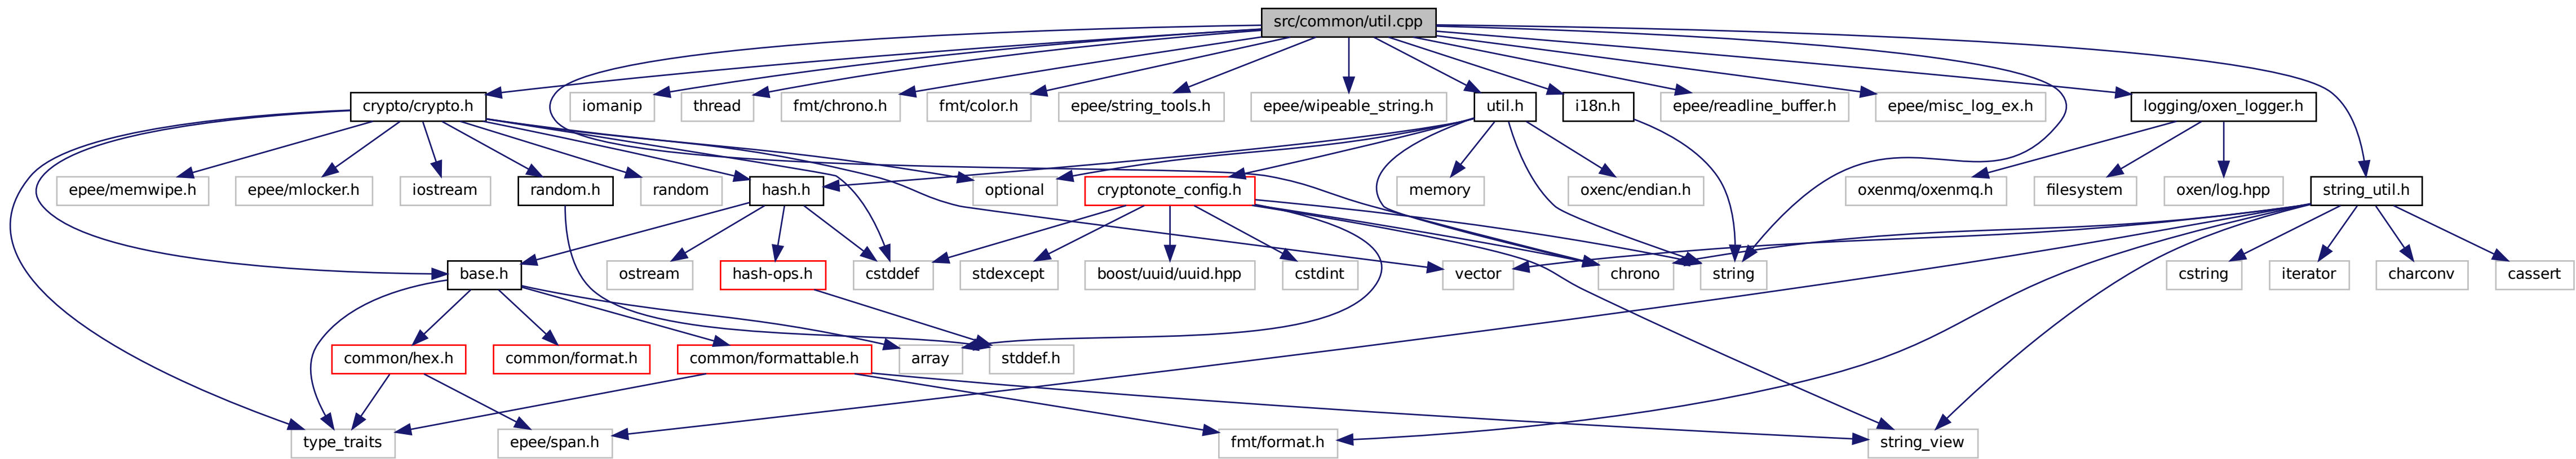 src/common/util.cpp
crypto/crypto.h
iomanip
thread
fmt/chrono.h
fmt/color.h
epee/string_tools.h
epee/wipeable_string.h
util.h
i18n.h
epee/readline_buffer.h
epee/misc_log_ex.h
logging/oxen_logger.h
epee/memwipe.h
epee/mlocker.h
iostream
random.h
random
hash.h
optional
cryptonote_config.h
memory
oxenc/endian.h
oxenmq/oxenmq.h
filesystem
oxen/log.hpp
string_util.h
base.h
ostream
hash-ops.h
cstddef
stdexcept
boost/uuid/uuid.hpp
cstdint
vector
chrono
string
cstring
iterator
charconv
cassert
common/hex.h
common/format.h
common/formattable.h
array
stddef.h
type_traits
epee/span.h
fmt/format.h
string_view